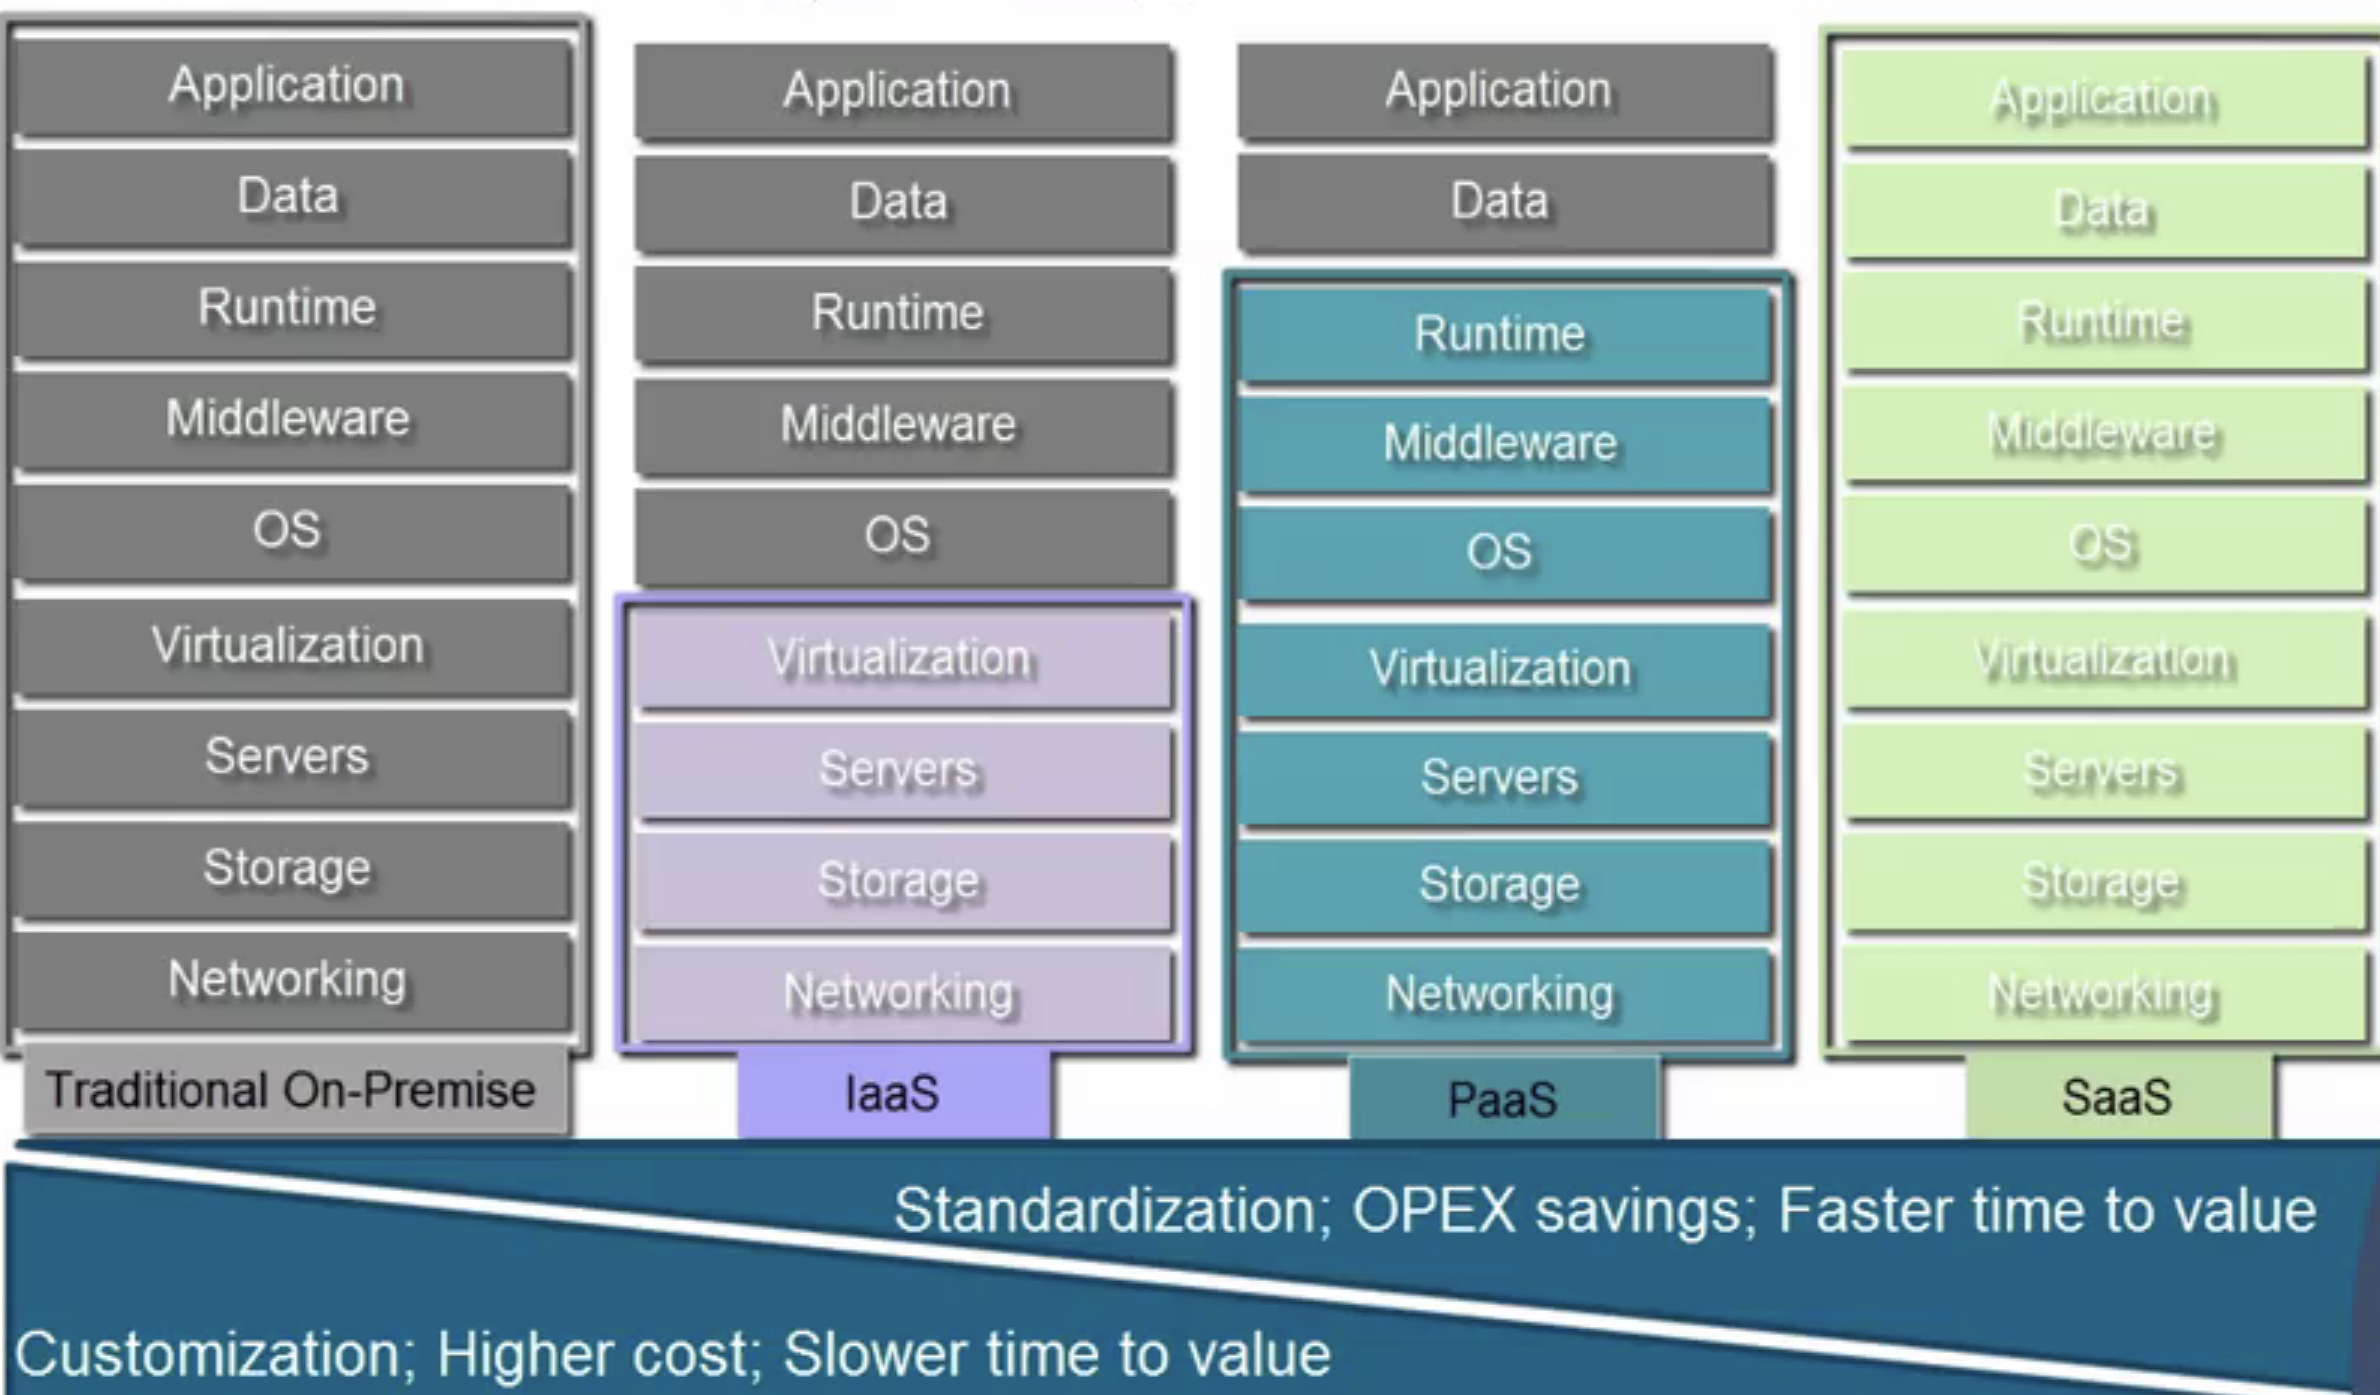 Application
Data
Runtime
Middleware
OS
Virtualization
Servers
Storage
Networking
Traditional On-Premise
Application
Data
Runtime
Middleware
OS
Virtualization
Servers
Storage
Networking
IaaS
Application
Data
Runtime
Middleware
OS
Virtualization
Servers
Storage
Networking
PaaS
Application
Data
Runtime
Middleware
OS
Virtualization
Servers
Storage
Networking
SaaS
Standardization; OPEX savings; Faster time to value
Customization; Higher cost; Slower time to value